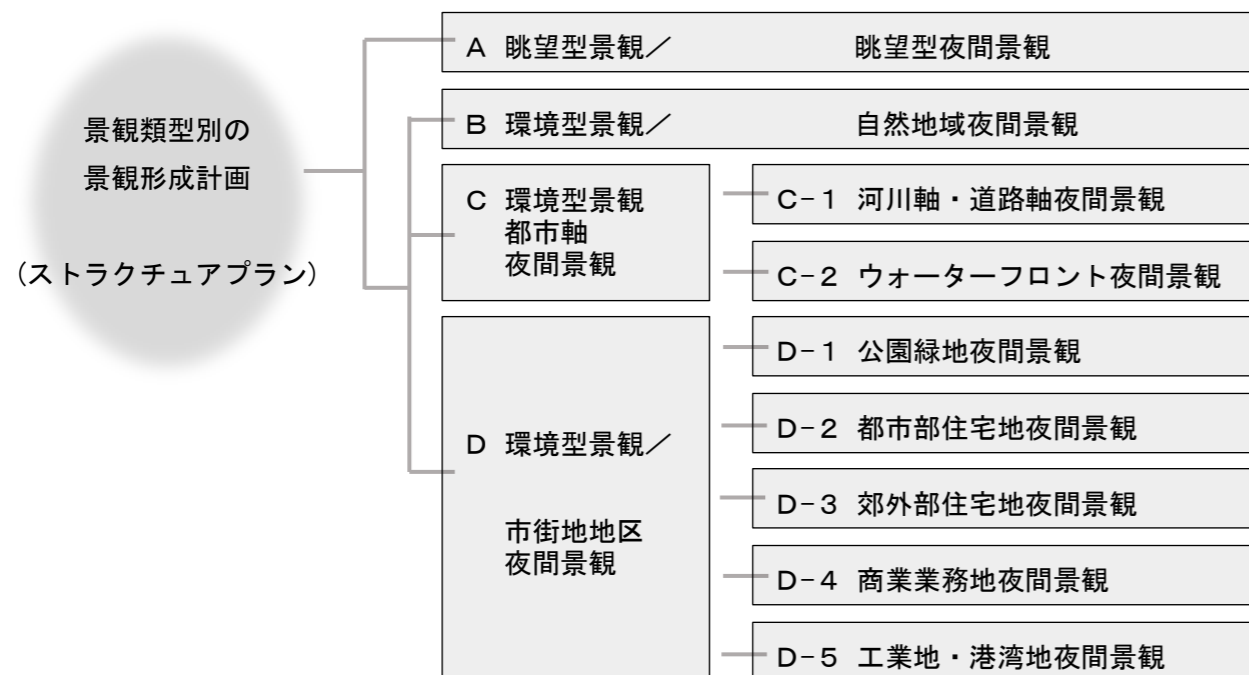 景観類型別の
景観形成計画
(ストラクチュアプラン)
A 眺望型景観／ 眺望型夜間景観
B 環境型景観／ 自然地域夜間景観
C 環境型景観
都市軸
夜間景観
C-1 河川軸・道路軸夜間景観
C-2 ウォーターフロント夜間景観
D 環境型景観／
市街地地区
夜間景観
D-1 公園緑地夜間景観
D-2 都市部住宅地夜間景観
D-3 郊外部住宅地夜間景観
D-4 商業業務地夜間景観
D-5 工業地・港湾地夜間景観